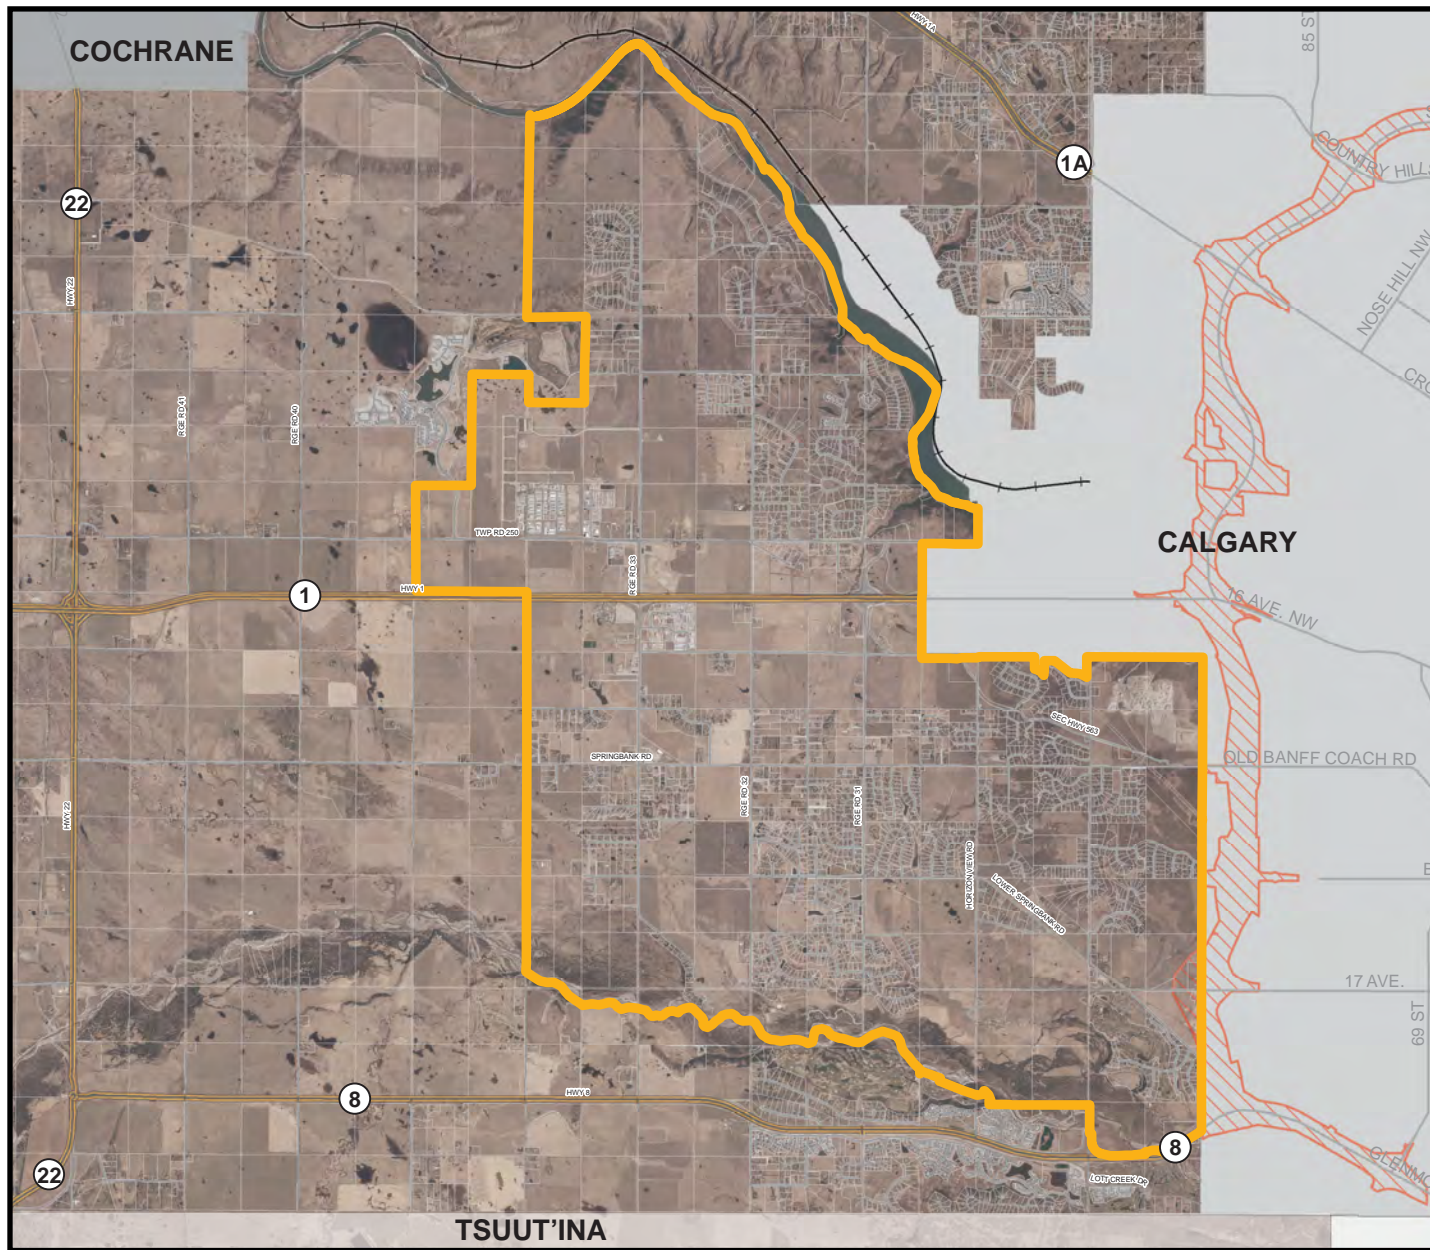 COCHRANE
HWY 1A
85 ST
1A
COUNTRY HILLS
22
NOSE HILL NW
HWY 22
CRO
RGE RD 41
RGE RD 40
TWP RD 250
CALGARY
RGE RD 33
HWY 1
1
16 AVE. NW
SEC HWY 563
SPRINGBANK RD
OLD BANFF COACH RD
RGE RD 32
RGE RD 31
HWY 22
HORIZON VIEW RD
LOWER SPRINGBANK RD
17 AVE.
69 ST
HWY 8
8
8
GLENMO
22
LOTT CREEK DR
TSUUT'INA